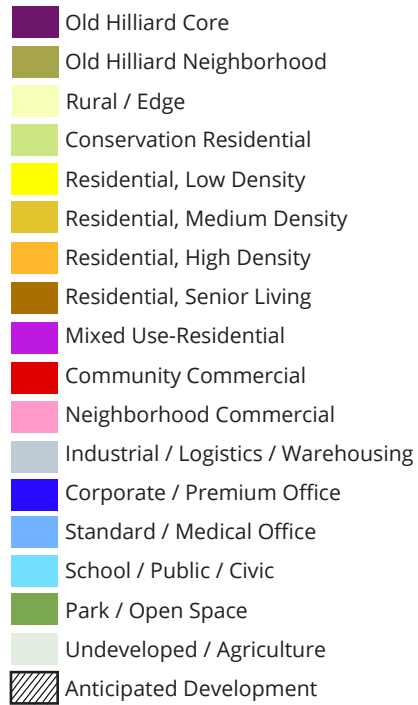 Old Hilliard Core
Old Hilliard Neighborhood
Rural / Edge
Conservation Residential
Residential, Low Density
Residential, Medium Density
Residential, High Density
Residential, Senior Living
Mixed Use-Residential
Community Commercial
Neighborhood Commercial
Industrial / Logistics / Warehousing
Corporate / Premium Office
Standard / Medical Office
School / Public / Civic
Park / Open Space
Undeveloped / Agriculture
Anticipated Development